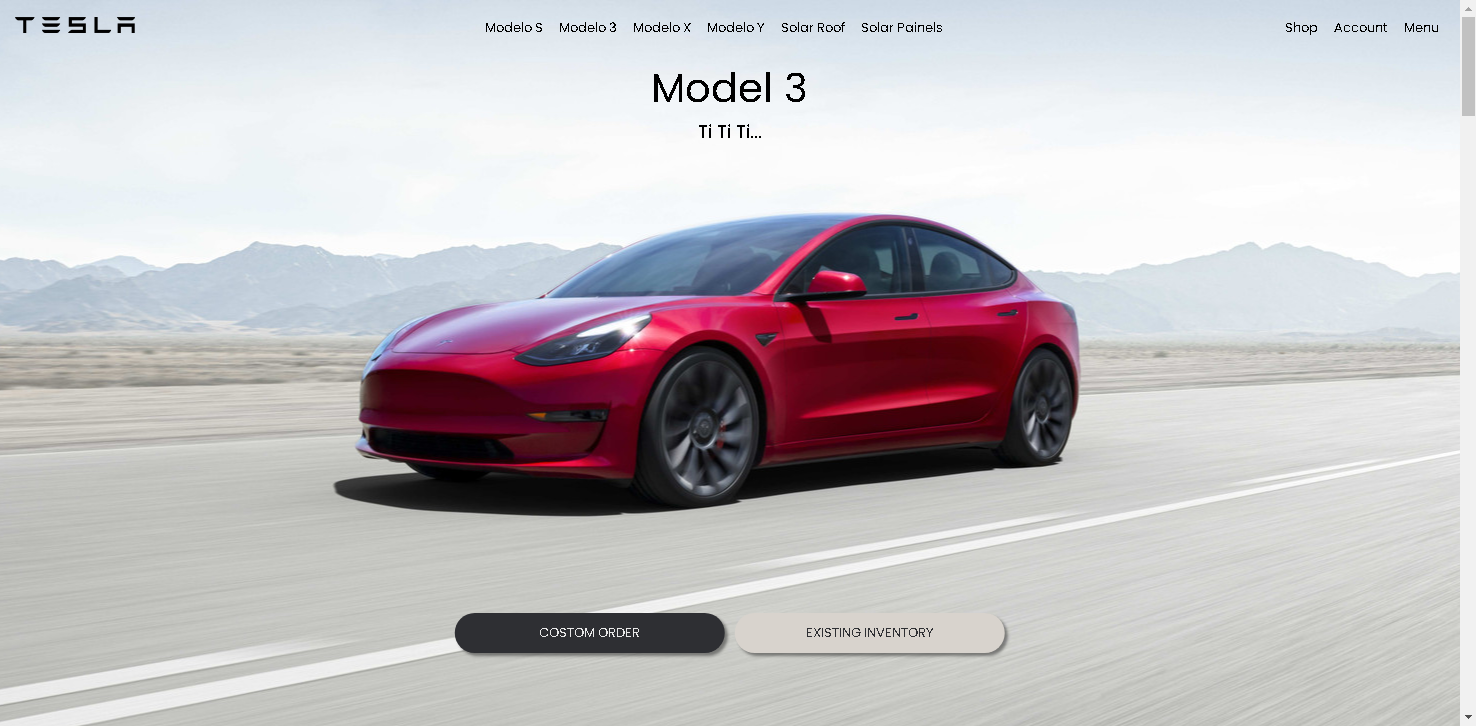 TESLA
Modelo S Modelo 3 Modelo X Modelo Y Solar Roof Solar Painels
Shop Account Menu
Model 3
Ti Ti Ti...
COSTOM ORDER
EXISTING INVENTORY